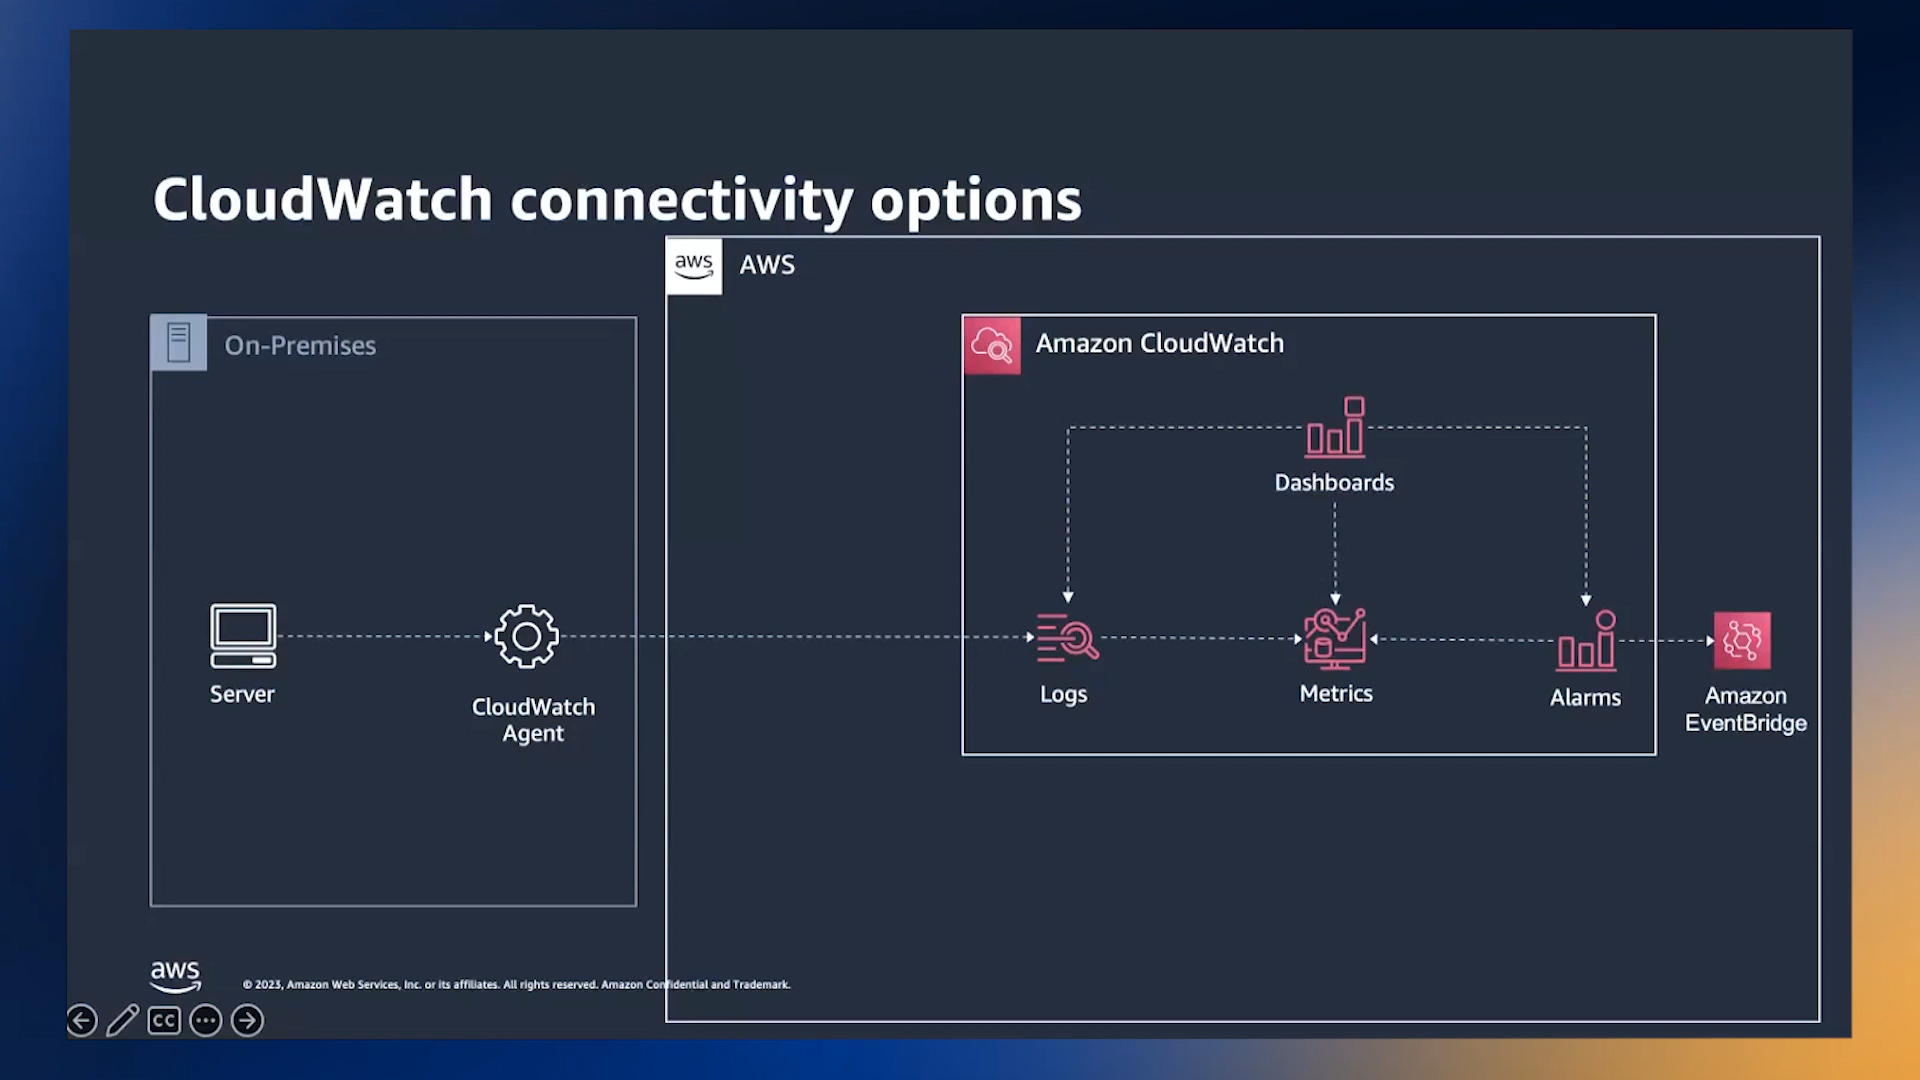 CloudWatch connectivity options
aws
AWS
On-Premises
Amazon CloudWatch
Dashboards
Server
CloudWatch
Agent
Logs
Metrics
Alarms
Amazon
EventBridge
aws
© 2023, Amazon Web Services, Inc. or its affiliates. All rights reserved. Amazon Confidential and Trademark.
CC